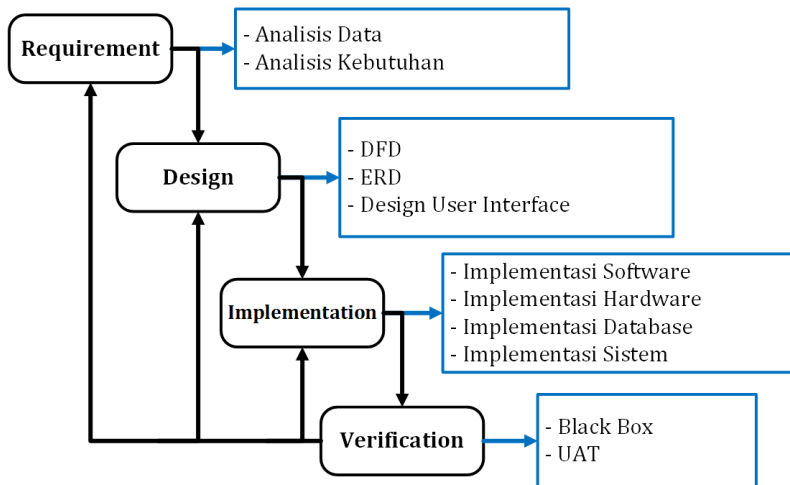 Requirement
- Analisis Data
- Analisis Kebutuhan
Design
- DFD
- ERD
- Design User Interface
Implementation
- Implementasi Software
- Implementasi Hardware
- Implementasi Database
- Implementasi Sistem
Verification
- Black Box
- UAT